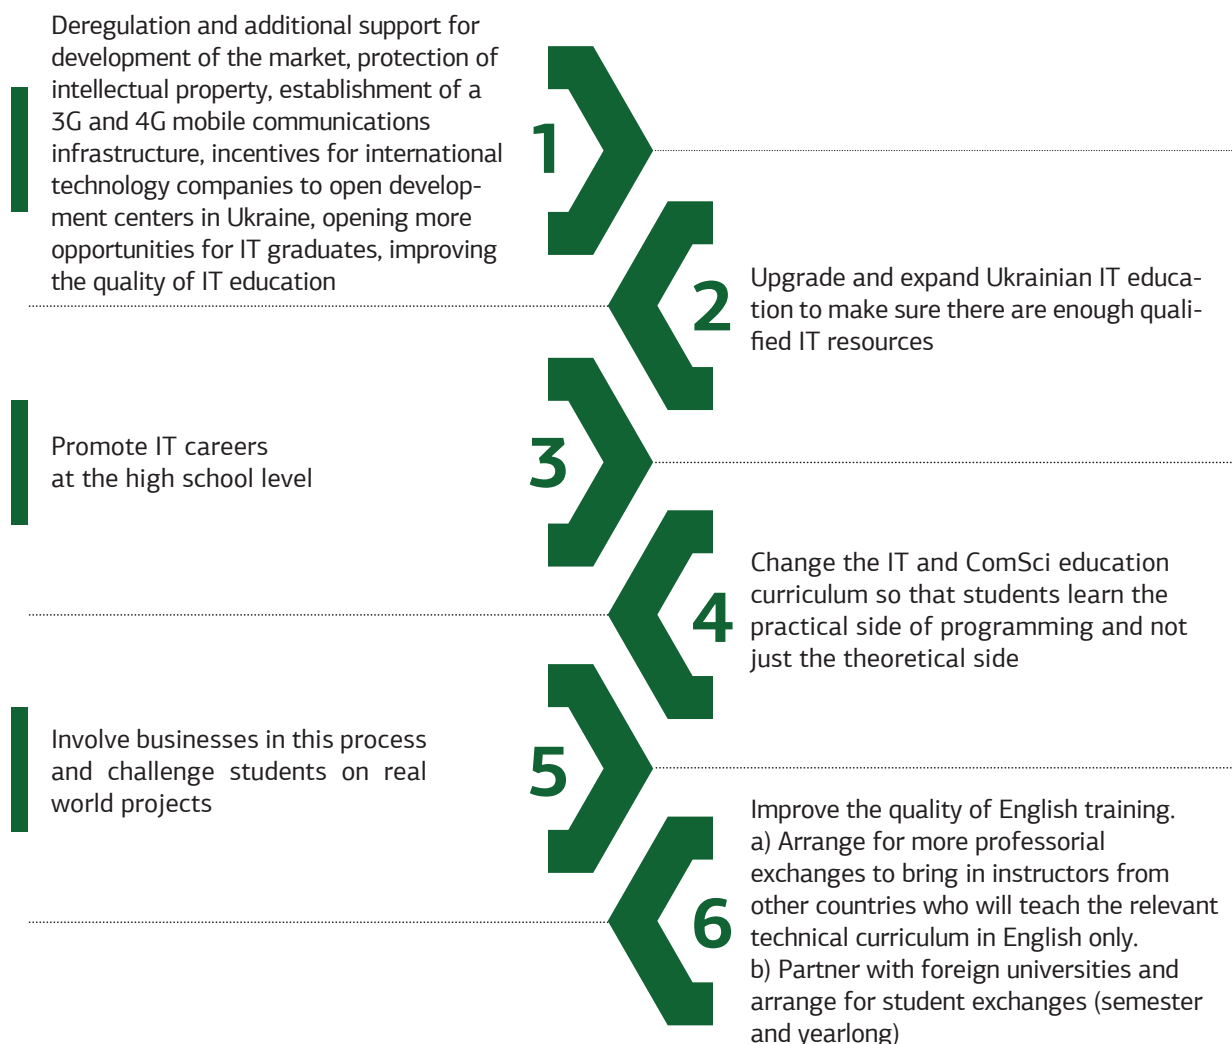 Deregulation and additional support for
development of the market, protection of
intellectual property, establishment of a
3G and 4G mobile communications
infrastructure, incentives for international
technology companies to open develop-
ment centers in Ukraine, opening more
opportunities for IT graduates, improving
the quality of IT education
1
2
Upgrade and expand Ukrainian IT educa-
tion to make sure there are enough quali-
fied IT resources
Promote IT careers
at the high school level
3
4
Change the IT and ComSci education
curriculum so that students learn the
practical side of programming and not
just the theoretical side
Involve businesses in this process
and challenge students on real
world projects
5
6
Improve the quality of English training.
a) Arrange for more professorial
exchanges to bring in instructors from
other countries who will teach the relevant
technical curriculum in English only.
b) Partner with foreign universities and
arrange for student exchanges (semester
and yearlong)